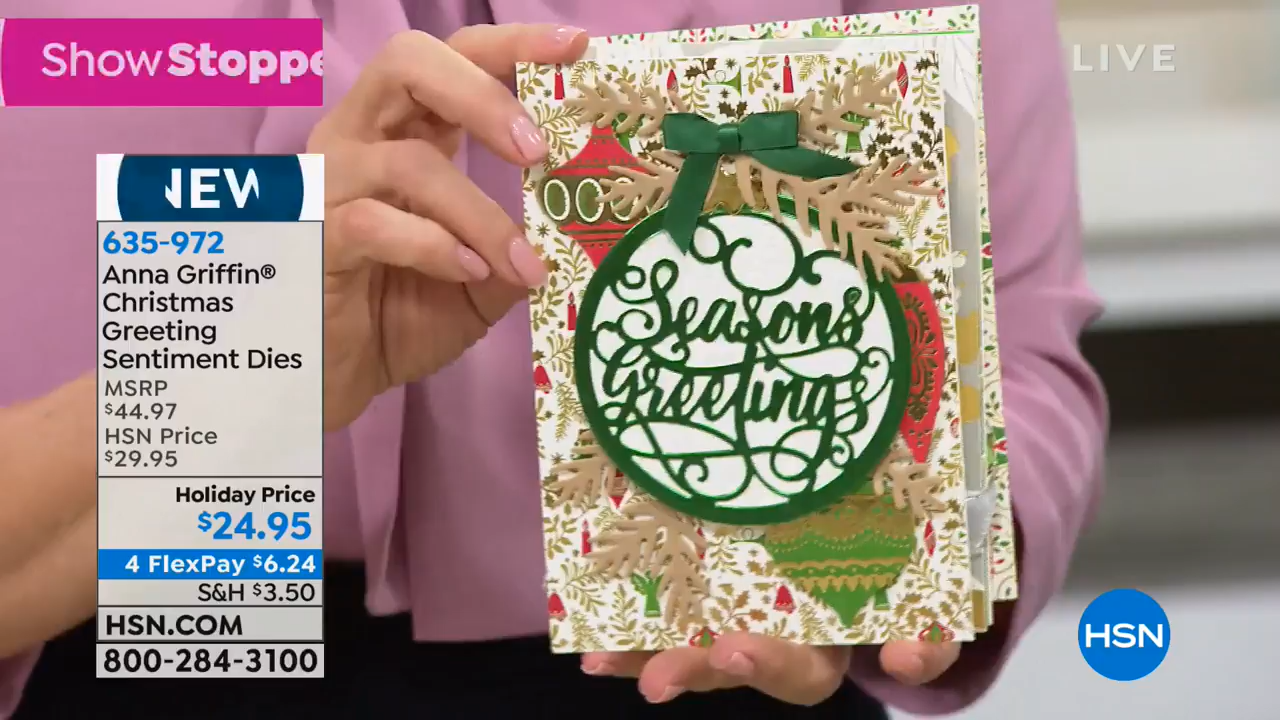 ShowStoppe
LIVE
NEW
635-972
Anna Griffin®
Christmas
Greeting
Sentiment Dies
MSRP
$44.97
HSN Price
$29.95
Holiday Price
$24.95
4 FlexPay $6.24
S&H $3.50
HSN.COM
800-284-3100
Seasons
Greetings
HSN